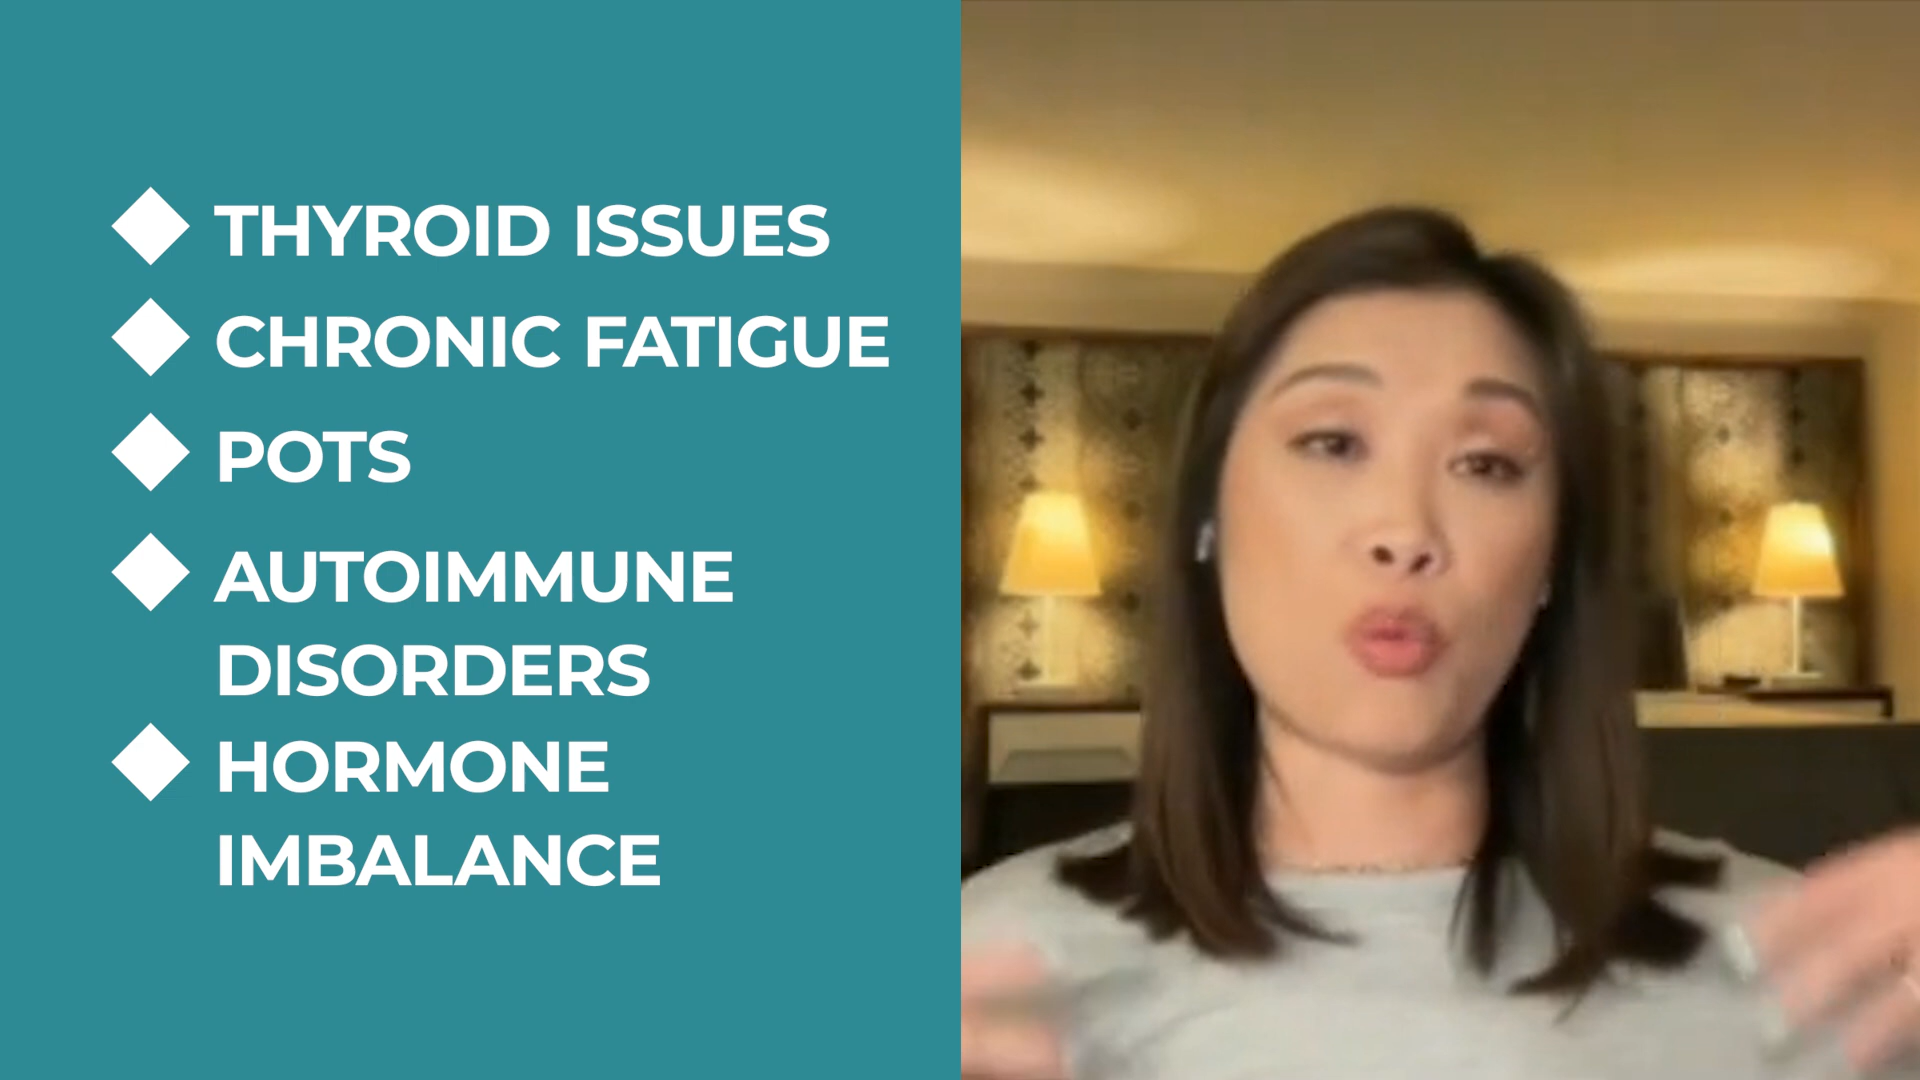 THYROID ISSUES
CHRONIC FATIGUE
POTS
AUTOIMMUNE
DISORDERS
HORMONE
IMBALANCE